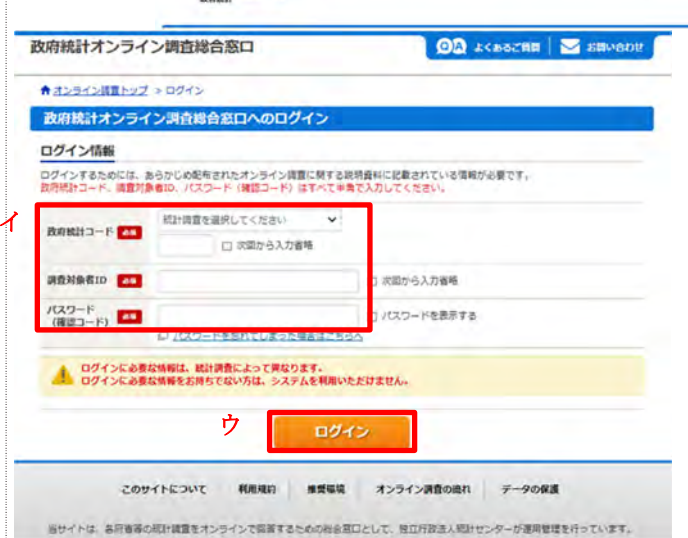 政府統計オンライン調査総合窓口
QA よくあるご質問 お問い合わせ
オンライン調査トップ > ログイン
政府統計オンライン調査総合窓口へのログイン
ログイン情報
ログインするためには、あらかじめ配布されたオンライン調査に関する説明資料に記載されている情報が必要です。
政府統計コード、調査対象者ID、パスワード（確認コード）はすべて半角で入力してください。
イ
統計調査を選択してください
政府統計コード 必須
次回から入力省略
調査対象者ID 必須 次回から入力省略
パスワード
（確認コード） 必須 パスワードを表示する
パスワードを忘れてしまった場合はこちらへ
ログインに必要な情報は、統計調査によって異なります。
ログインに必要な情報をお持ちでない方は、システムを利用いただけません。
ウ
ログイン
このサイトについて 利用規約 推奨環境 オンライン調査の流れ データの保護
当サイトは、各府省等の統計調査をオンラインで回答するための総合窓口として、独立行政法人統計センターが運用管理を行っています。